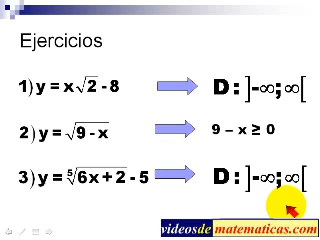 Ejercicios
1) y = x√2 - 8 D : ]-∞;∞[
2) y = √9 - x 9 – x ≥ 0
3) y = ⁵√6x + 2 - 5 D : ]-∞;∞[
videosdematematicas.com